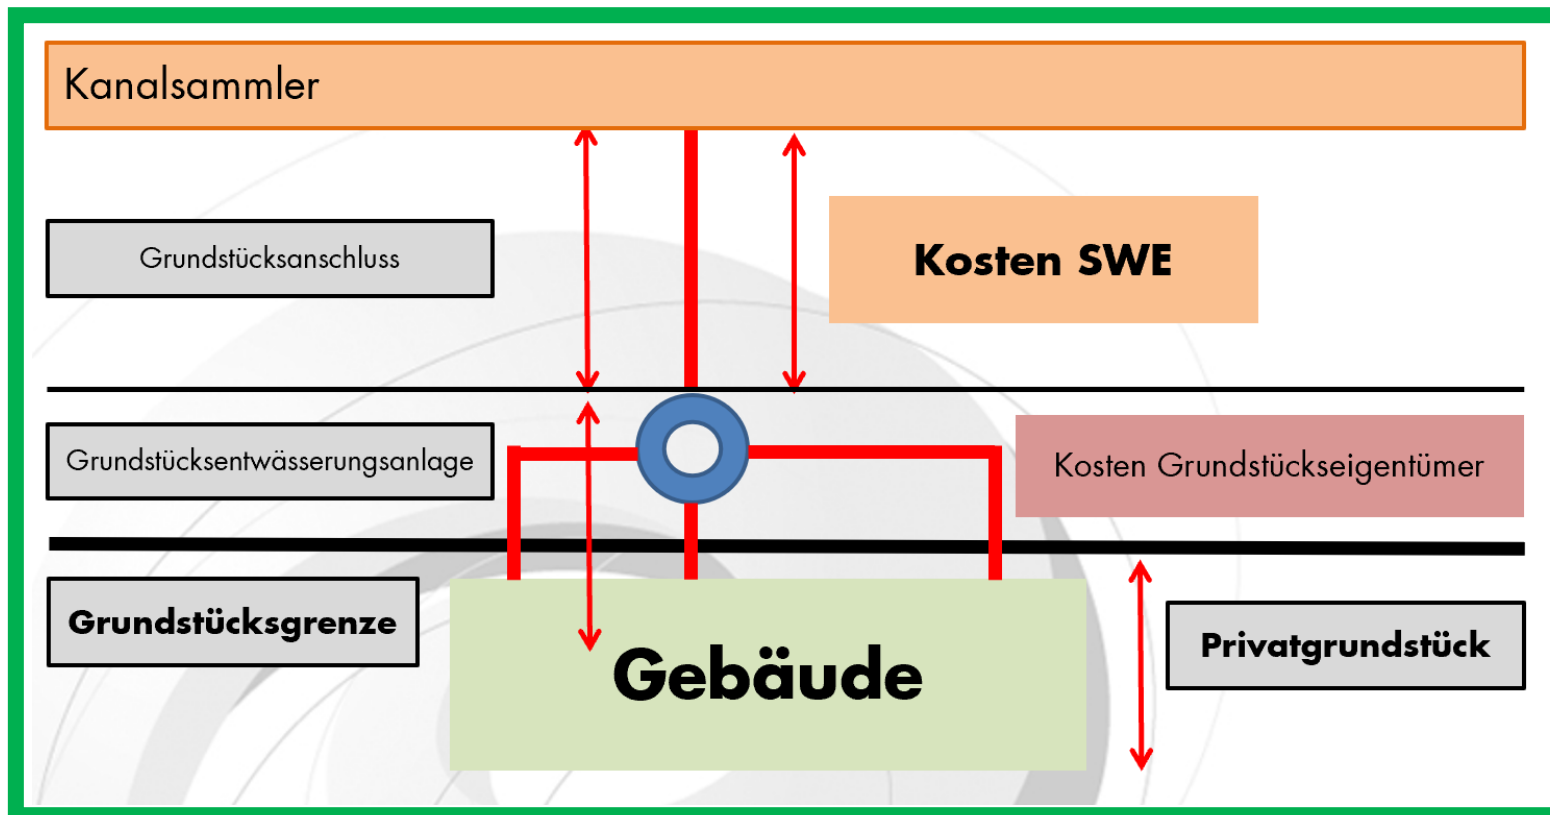 Kanalsammler
Grundstücksanschluss
Kosten SWE
Grundstücksentwässerungsanlage
Kosten Grundstückseigentümer
Grundstücksgrenze
Gebäude
Privatgrundstück